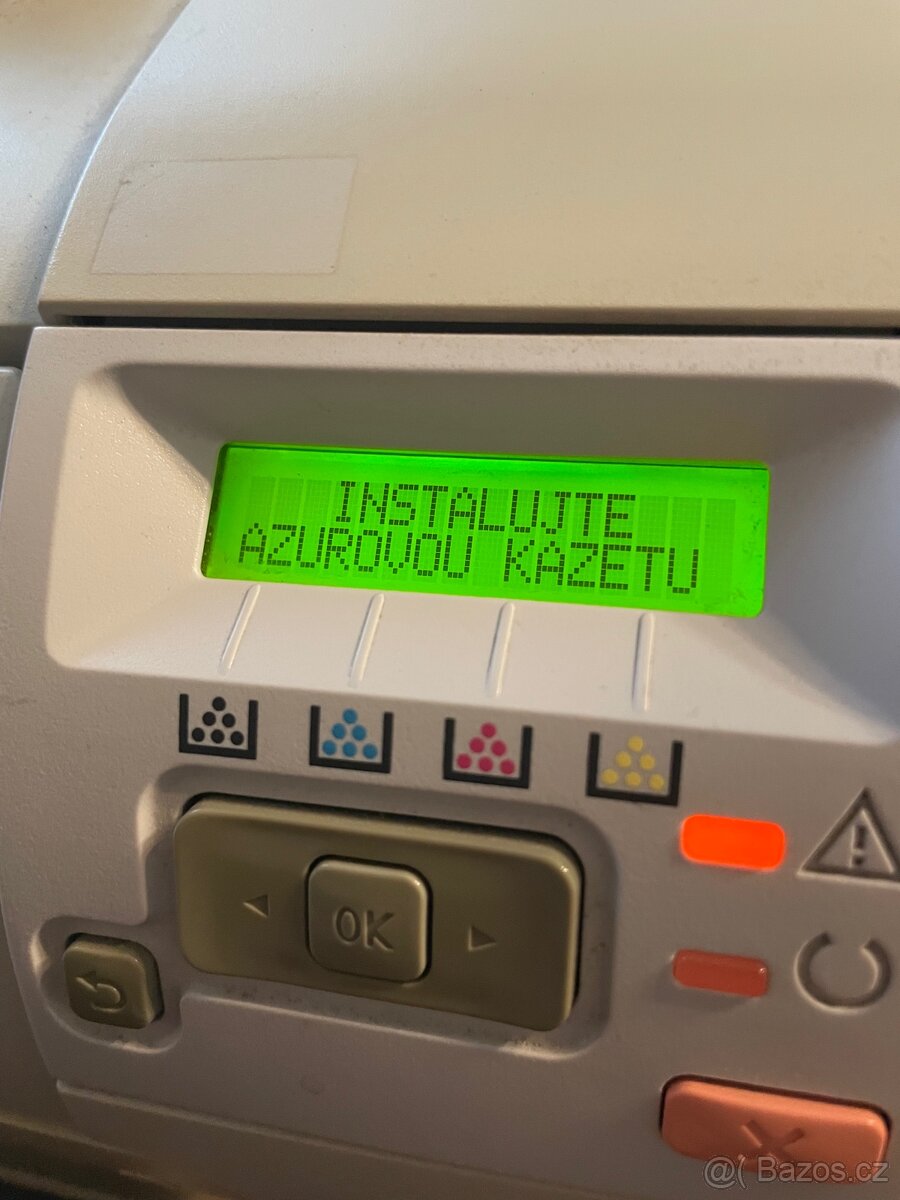 INSTALUJTE
AZUROVOU KAZETU
OK
@( Bazos.cz